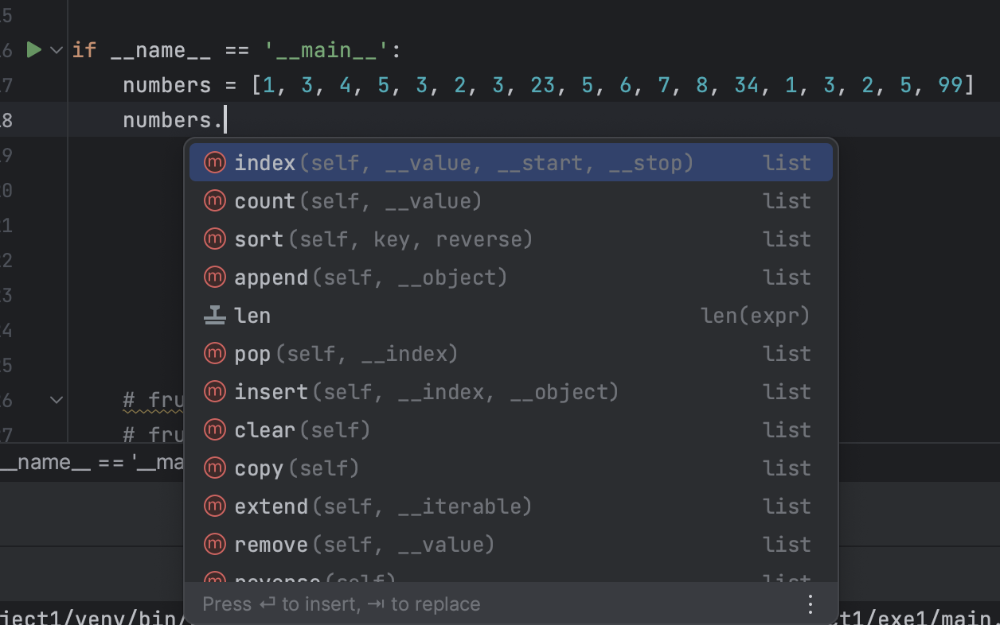 5
6 if __name__ == '__main__':
7 numbers = [1, 3, 4, 5, 3, 2, 3, 23, 5, 6, 7, 8, 34, 1, 3, 2, 5, 99]
8 numbers.
9
index(self, __value, __start, __stop) list
0
count(self, __value) list
1
sort(self, key, reverse) list
2
append(self, __object) list
3
len len(expr)
4
pop(self, __index) list
5
insert(self, __index, __object) list
6 # fru
clear(self) list
7 # fru
__name__ == '__ma
copy(self) list
extend(self, __iterable) list
remove(self, __value) list
reverse(self) list
Press ⏎ to insert, ⇥ to replace
ject1/venv/bin/ ct1/exe1/main.